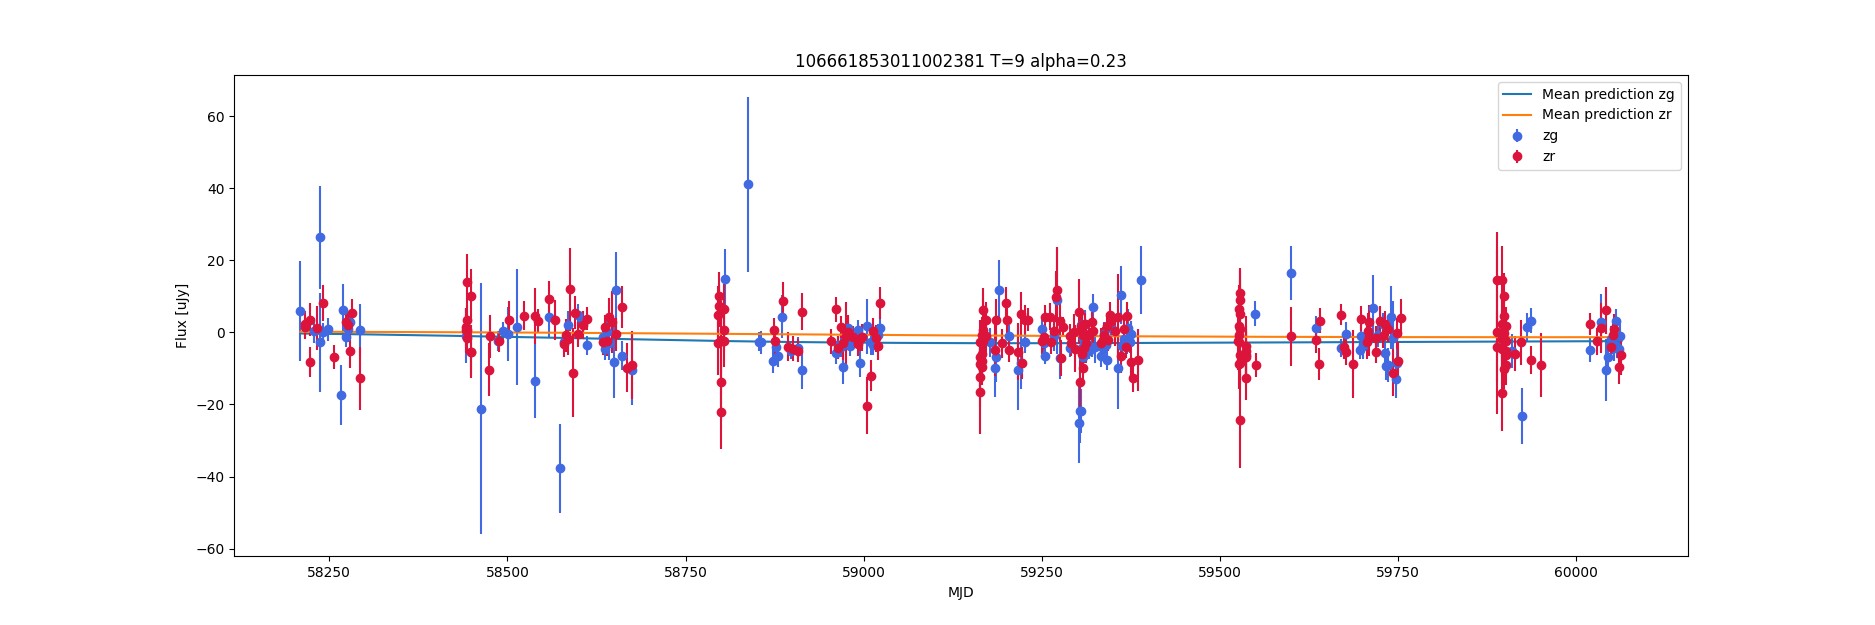 106661853011002381 T=9 alpha=0.23
Mean prediction zg
Mean prediction zr
zg
zr
Flux [uJy]
60
40
20
0
−20
−40
−60
58250 58500 58750 59000 59250 59500 59750 60000
MJD